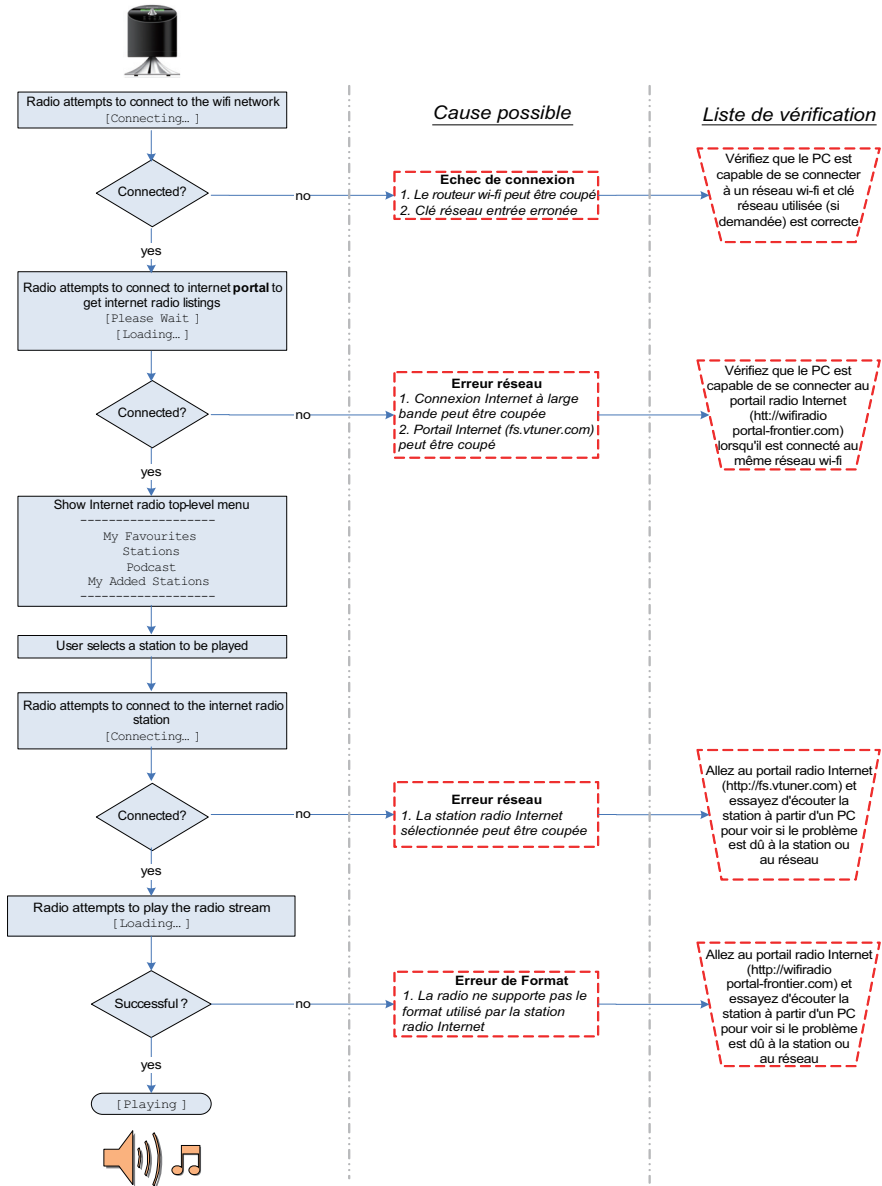 Radio attempts to connect to the wifi network
[Connecting… ]
Cause possible
Liste de vérification
Connected?
no
Echec de connexion
1. Le routeur wi-fi peut être coupé
2. Clé réseau entrée erronée
Vérifiez que le PC est
capable de se connecter
à un réseau wi-fi et clé
réseau utilisée (si
demandée) est correcte
yes
Radio attempts to connect to internet portal to
get internet radio listings
[Please Wait ]
[Loading… ]
Connected?
no
Erreur réseau
1. Connexion Internet à large
bande peut être coupée
2. Portail Internet (fs.vtuner.com)
peut être coupé
Vérifiez que le PC est
capable de se connecter au
portail radio Internet
(htt://wifiradio
portal-frontier.com)
lorsqu'il est connecté au
même réseau wi-fi
yes
Show Internet radio top-level menu
-------------------
My Favourites
Stations
Podcast
My Added Stations
-------------------
User selects a station to be played
Radio attempts to connect to the internet radio
station
[Connecting… ]
Connected?
no
Erreur réseau
1. La station radio Internet
sélectionnée peut être coupée
Allez au portail radio Internet
(http://fs.vtuner.com) et
essayez d'écouter la
station à partir d'un PC
pour voir si le problème
est dû à la station ou
au réseau
yes
Radio attempts to play the radio stream
[Loading… ]
Successful ?
no
Erreur de Format
1. La radio ne supporte pas le
format utilisé par la station
radio Internet
Allez au portail radio Internet
(http://wifiradio
portal-frontier.com) et
essayez d'écouter la
station à partir d'un PC
pour voir si le problème
est dû à la station ou
au réseau
yes
[Playing ]